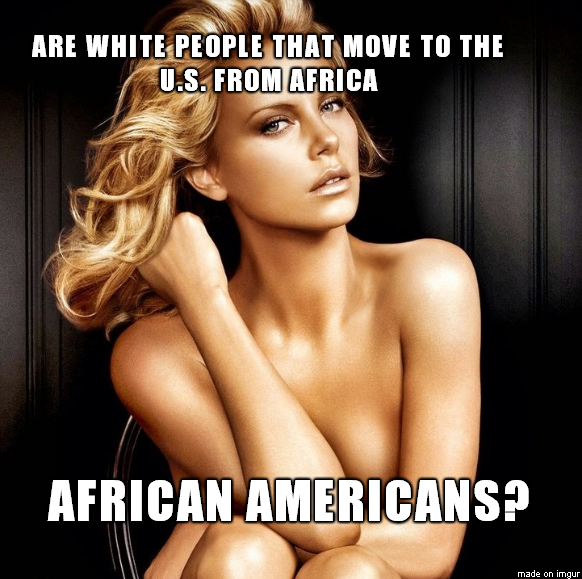 ARE WHITE PEOPLE THAT MOVE TO THE
U.S. FROM AFRICA
AFRICAN AMERICANS?
made on imgur